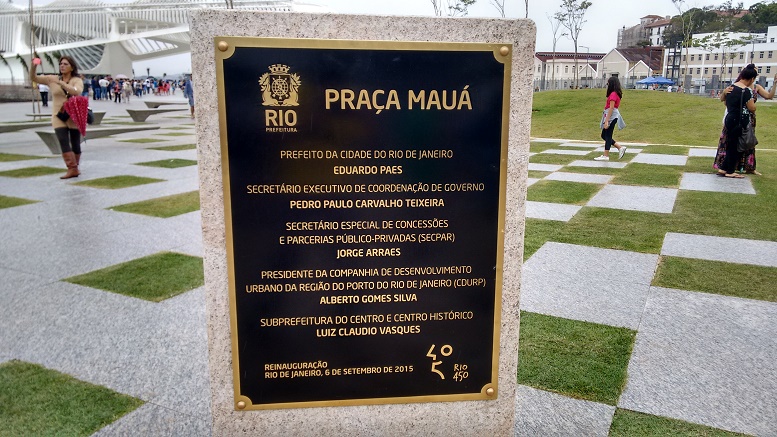 RIO
PREFEITURA
PRAÇA MAUÁ
PREFEITO DA CIDADE DO RIO DE JANEIRO
EDUARDO PAES
SECRETÁRIO EXECUTIVO DE COORDENAÇÃO DE GOVERNO
PEDRO PAULO CARVALHO TEIXEIRA
SECRETÁRIO ESPECIAL DE CONCESSÕES
E PARCERIAS PÚBLICO-PRIVADAS (SECPAR)
JORGE ARRAES
PRESIDENTE DA COMPANHIA DE DESENVOLVIMENTO
URBANO DA REGIÃO DO PORTO DO RIO DE JANEIRO (CDURP)
ALBERTO GOMES SILVA
SUBPREFEITURA DO CENTRO E CENTRO HISTÓRICO
LUIZ CLAUDIO VASQUES
REINAUGURAÇÃO
RIO DE JANEIRO, 6 DE SETEMBRO DE 2015
450
RIO
450